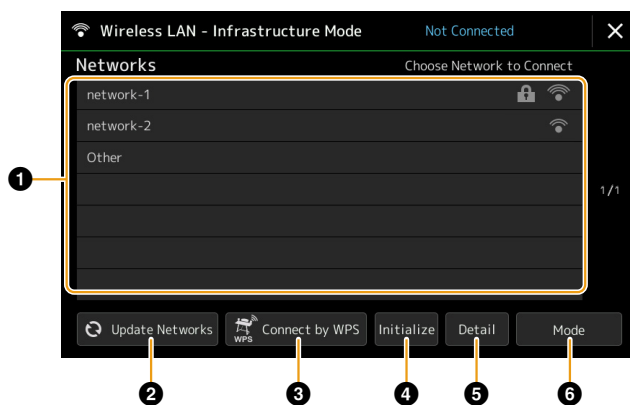 Wireless LAN - Infrastructure Mode Not Connected
Networks Choose Network to Connect
network-1
network-2
Other
1
1/1
Update Networks WPS Connect by WPS Initialize Detail Mode
2 3 4 5 6